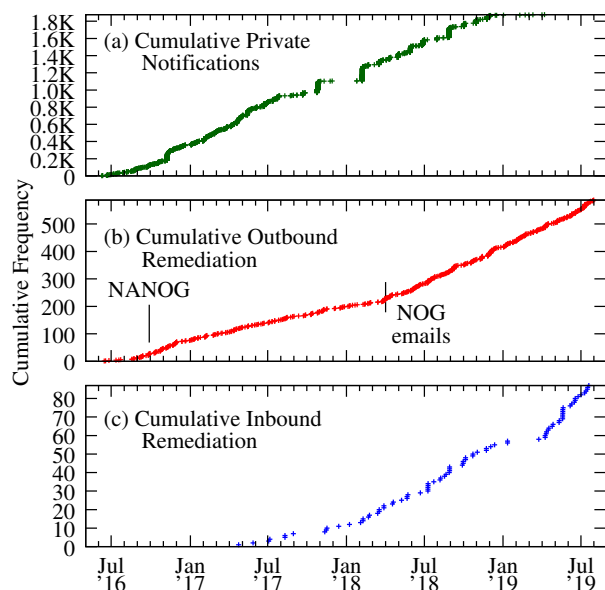 Cumulative Frequency
1.8K
1.6K
1.4K
1.2K
1.0K
0.8K
0.6K
0.4K
0.2K
0
(a) Cumulative Private
Notifications
500
400
300
200
100
0
(b) Cumulative Outbound
Remediation
NANOG
NOG
emails
80
70
60
50
40
30
20
10
0
(c) Cumulative Inbound
Remediation
Jul Jan Jul Jan Jul Jan Jul
'16 '17 '17 '18 '18 '19 '19